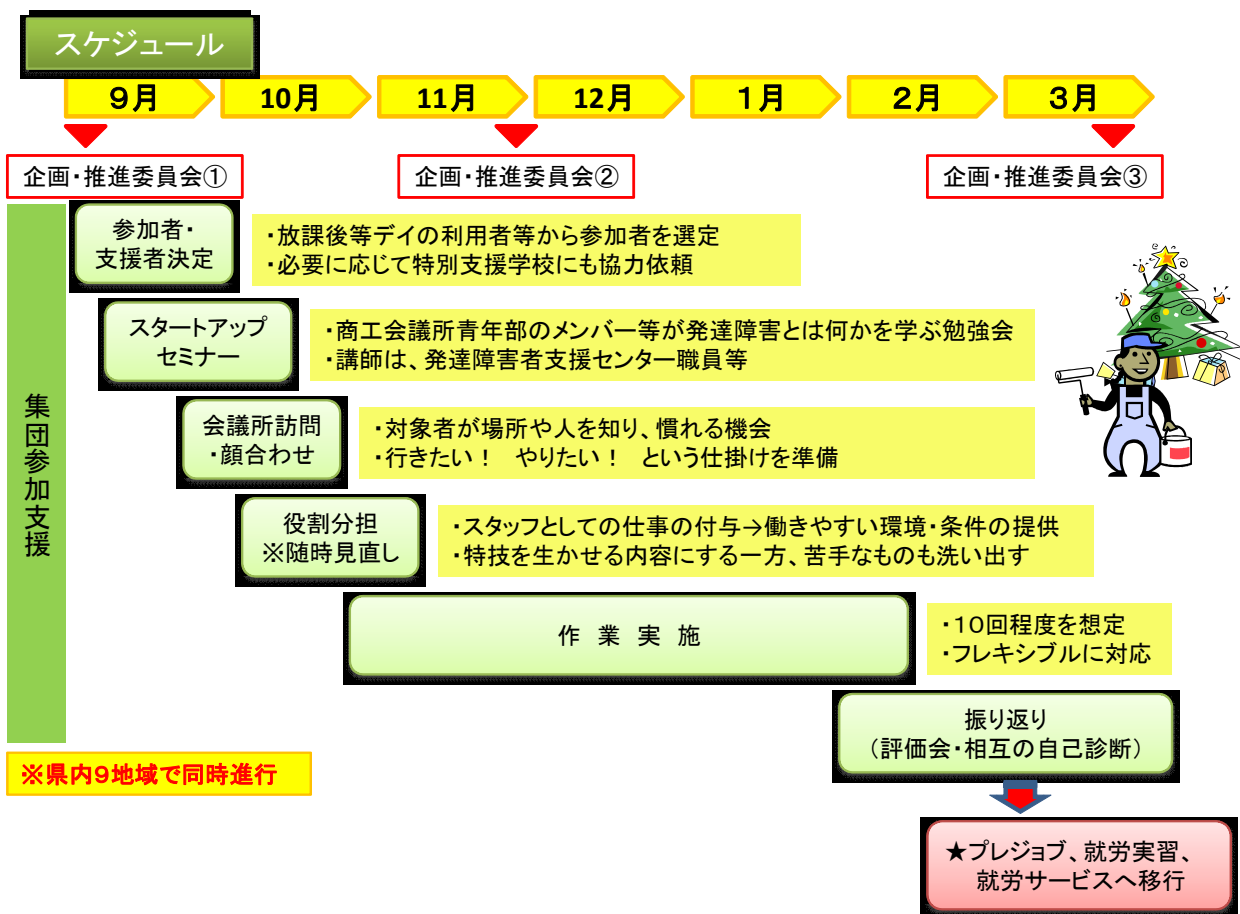 スケジュール
9月
10月
11月
12月
1月
2月
3月
企画・推進委員会①
企画・推進委員会②
企画・推進委員会③
集団参加支援
参加者・
支援者決定
・放課後等デイの利用者等から参加者を選定
・必要に応じて特別支援学校にも協力依頼
スタートアップ
セミナー
・商工会議所青年部のメンバー等が発達障害とは何かを学ぶ勉強会
・講師は、発達障害者支援センター職員等
会議所訪問
・顔合わせ
・対象者が場所や人を知り、慣れる機会
・行きたい！　やりたい！　という仕掛けを準備
役割分担
※随時見直し
・スタッフとしての仕事の付与→働きやすい環境・条件の提供
・特技を生かせる内容にする一方、苦手なものも洗い出す
作 業 実 施
・１０回程度を想定
・フレキシブルに対応
振り返り
（評価会・相互の自己診断）
※県内９地域で同時進行
★プレジョブ、就労実習、
就労サービスへ移行